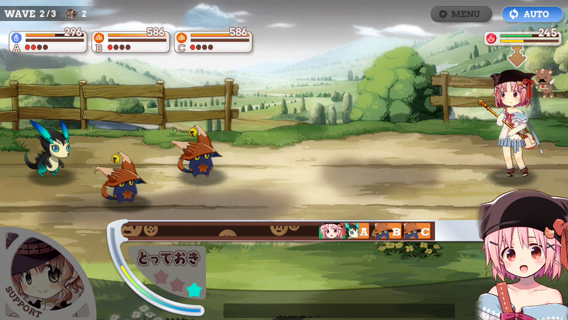 WAVE 2/3 2
MENU
AUTO
296
A
586
B
586
C
245
A B C
とっておき
SUPPORT